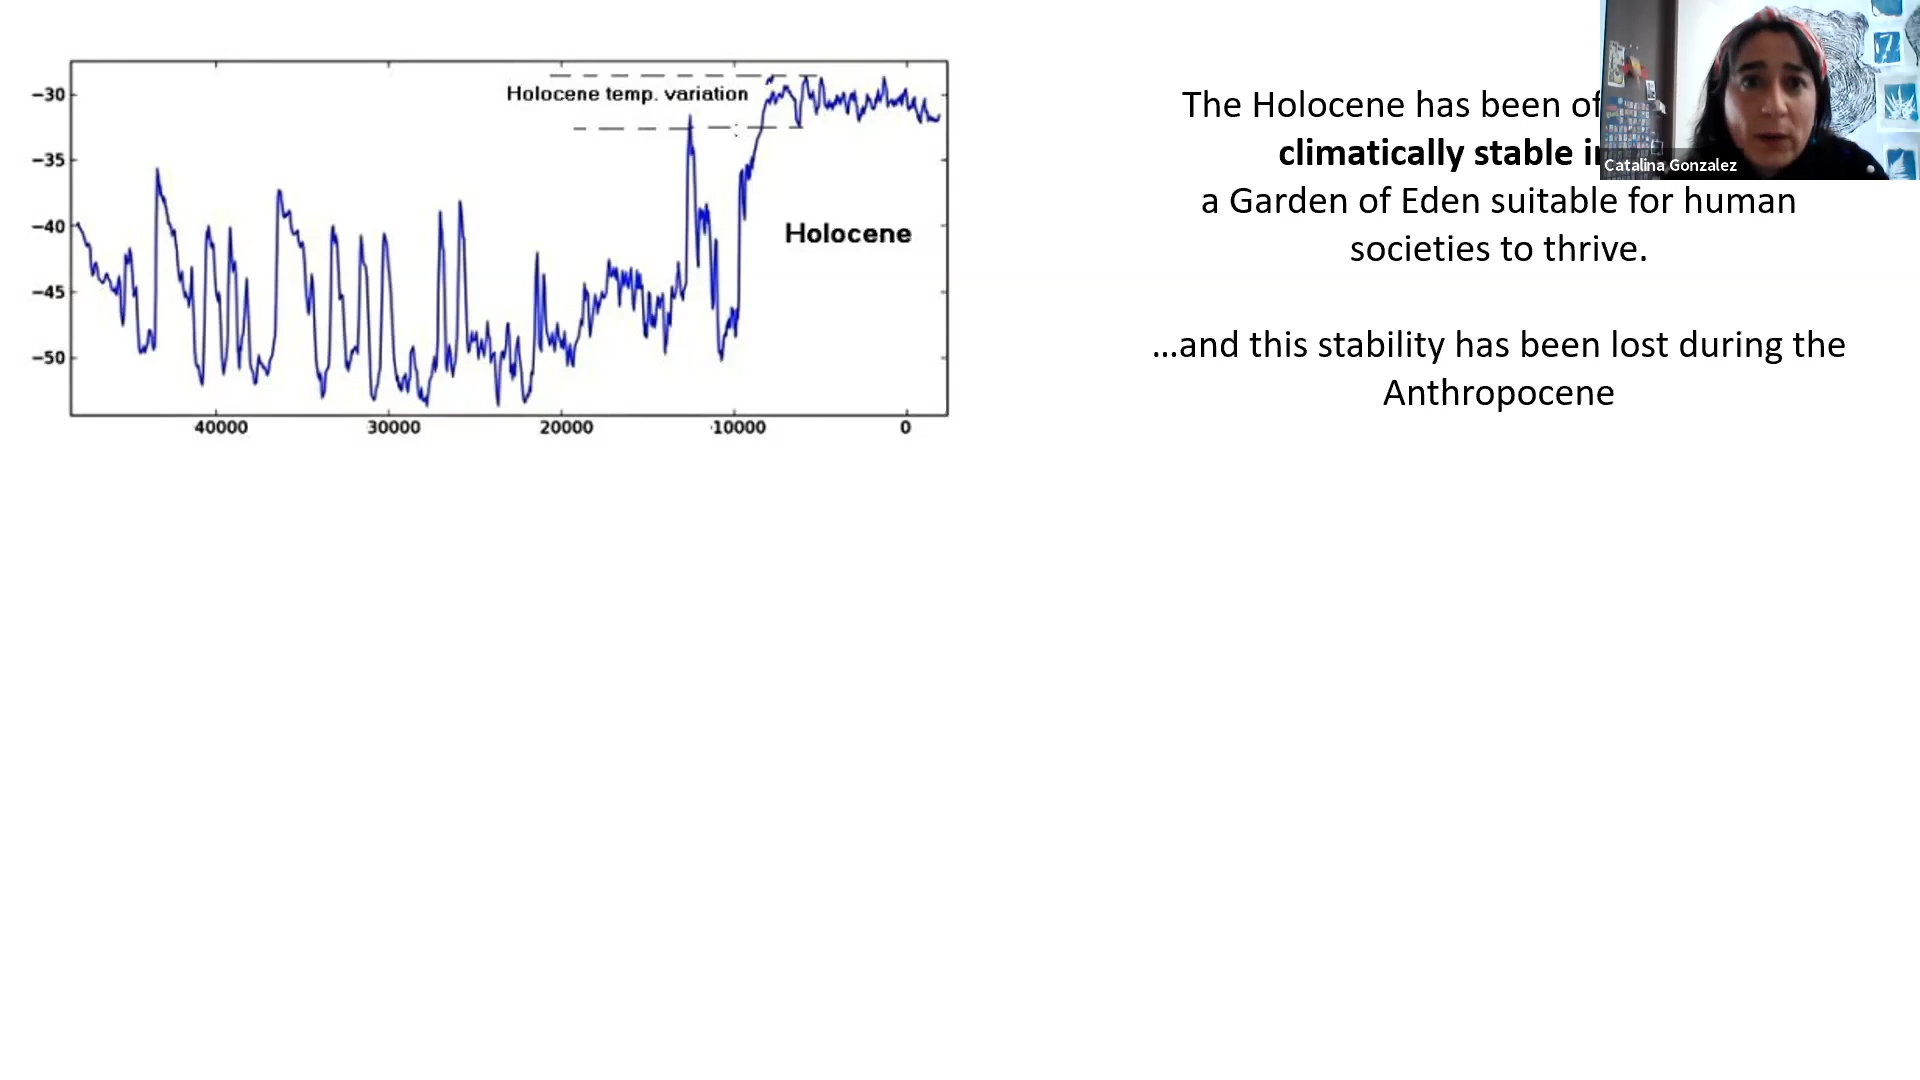 Holocene temp. variation
Holocene
−30
−35
−40
−45
−50
40000 30000 20000 10000 0
The Holocene has been
climatically stable
a Garden of Eden suitable for human
societies to thrive.
...and this stability has been lost during the
Anthropocene
Catalina Gonzalez